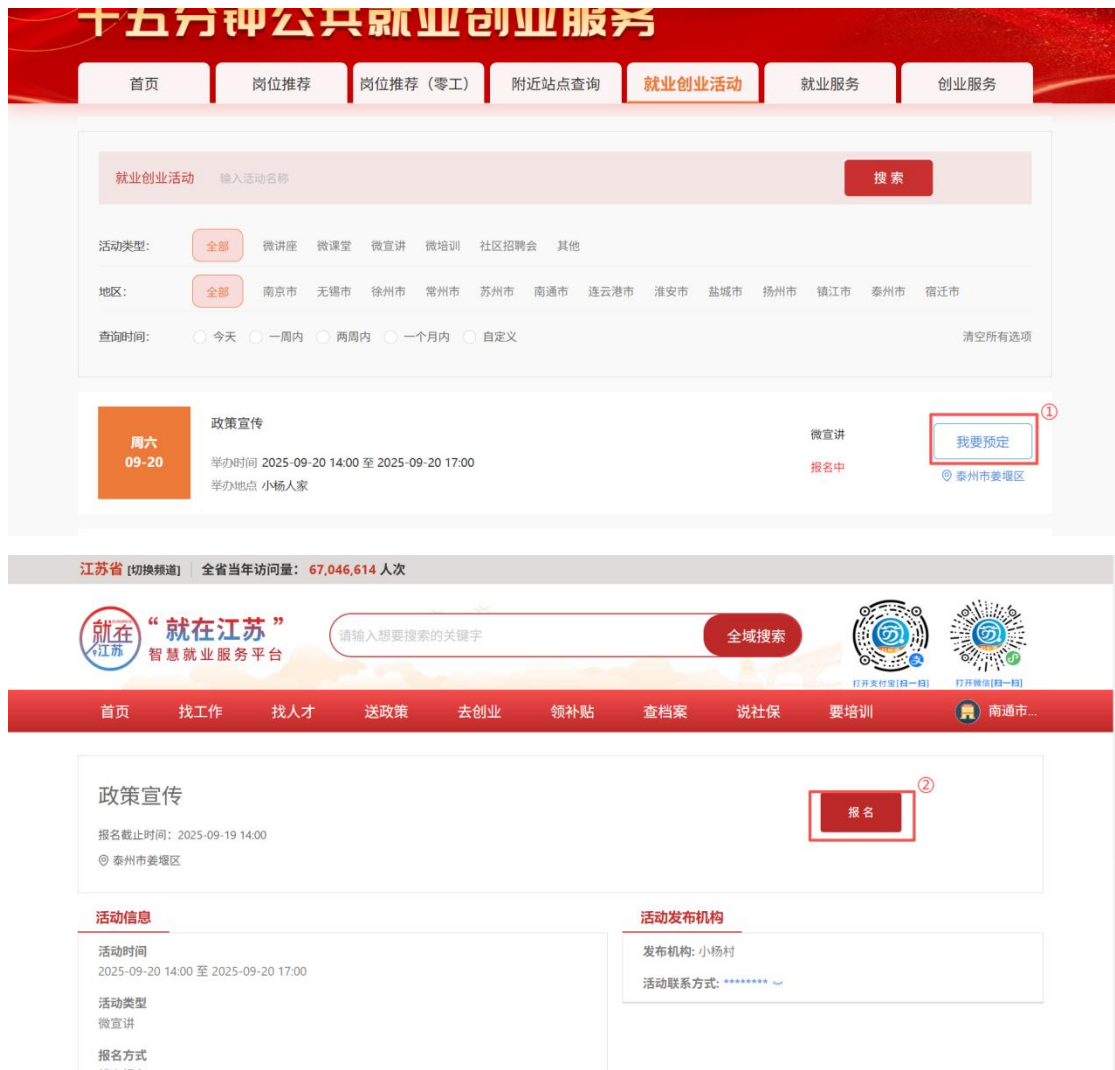 十五分钟公共就业创业服务
首页 岗位推荐 岗位推荐（零工） 附近站点查询 就业创业活动 就业服务 创业服务
就业创业活动 输入活动名称 搜 索
活动类型： 全部 微讲座 微课堂 微宣讲 微培训 社区招聘会 其他
地区： 全部 南京市 无锡市 徐州市 常州市 苏州市 南通市 连云港市 淮安市 盐城市 扬州市 镇江市 泰州市 宿迁市
查询时间： 今天 一周内 两周内 一个月内 自定义 清空所有选项
①
政策宣传
周六 微宣讲 我要预定
09-20 举办时间 2025-09-20 14:00 至 2025-09-20 17:00 报名中
举办地点 小杨人家 泰州市姜堰区
江苏省 [切换频道] 全省当年访问量： 67,046,614 人次
就在江苏 “就在江苏” 请输入想要搜索的关键字 全域搜索
智慧就业服务平台
打开支付宝[扫一扫] 打开微信[扫一扫]
首页 找工作 找人才 送政策 去创业 领补贴 查档案 说社保 要培训 南通市...
②
政策宣传 报 名
报名截止时间：2025-09-19 14:00
泰州市姜堰区
活动信息 活动发布机构
活动时间 发布机构: 小杨村
2025-09-20 14:00 至 2025-09-20 17:00
活动联系方式: ********
活动类型
微宣讲
报名方式